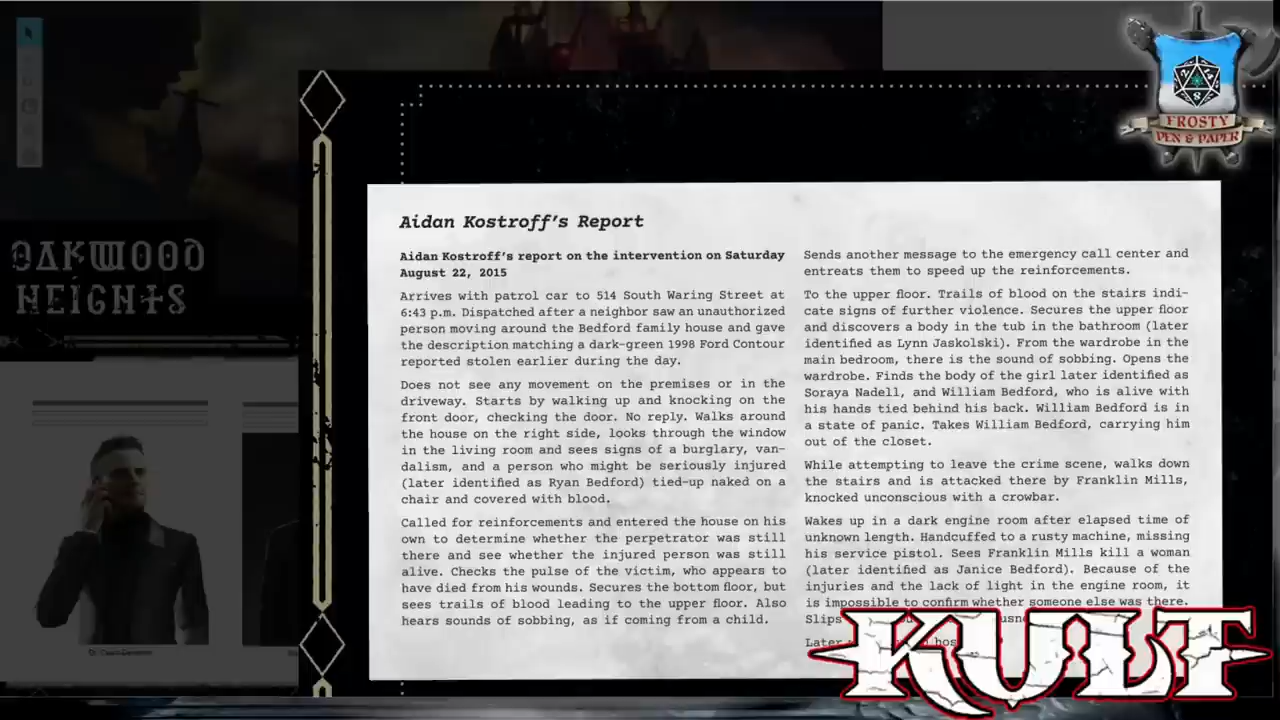 FROSTY
PEN & PAPER
OAKWOOD
HEIGHTS
Aidan Kostroff's Report
Aidan Kostroff's report on the intervention on Saturday
August 22, 2015
Arrives with patrol car to 514 South Waring Street at
6:43 p.m. Dispatched after a neighbor saw an unauthorized
person moving around the Bedford family house and gave
the description matching a dark-green 1998 Ford Contour
reported stolen earlier during the day.
Does not see any movement on the premises or in the
driveway. Starts by walking up and knocking on the
front door, checking the door. No reply. Walks around
the house on the right side, looks through the window
in the living room and sees signs of a burglary, van-
dalism, and a person who might be seriously injured
(later identified as Ryan Bedford) tied-up naked on a
chair and covered with blood.
Called for reinforcements and entered the house on his
own to determine whether the perpetrator was still
there and see whether the injured person was still
alive. Checks the pulse of the victim, who appears to
have died from his wounds. Secures the bottom floor, but
sees trails of blood leading to the upper floor. Also
hears sounds of sobbing, as if coming from a child.
Sends another message to the emergency call center and
entreats them to speed up the reinforcements.
To the upper floor. Trails of blood on the stairs indi-
cate signs of further violence. Secures the upper floor
and discovers a body in the tub in the bathroom (later
identified as Lynn Jaskolski). From the wardrobe in the
main bedroom, there is the sound of sobbing. Opens the
wardrobe. Finds the body of the girl later identified as
Soraya Nadell, and William Bedford, who is alive with
his hands tied behind his back. William Bedford is in
a state of panic. Takes William Bedford, carrying him
out of the closet.
While attempting to leave the crime scene, walks down
the stairs and is attacked there by Franklin Mills,
knocked unconscious with a crowbar.
Wakes up in a dark engine room after elapsed time of
unknown length. Handcuffed to a rusty machine, missing
his service pistol. Sees Franklin Mills kill a woman
(later identified as Janice Bedford). Because of the
injuries and the lack of light in the engine room, it
is impossible to confirm whether someone else was there.
Slips
Later
KULT